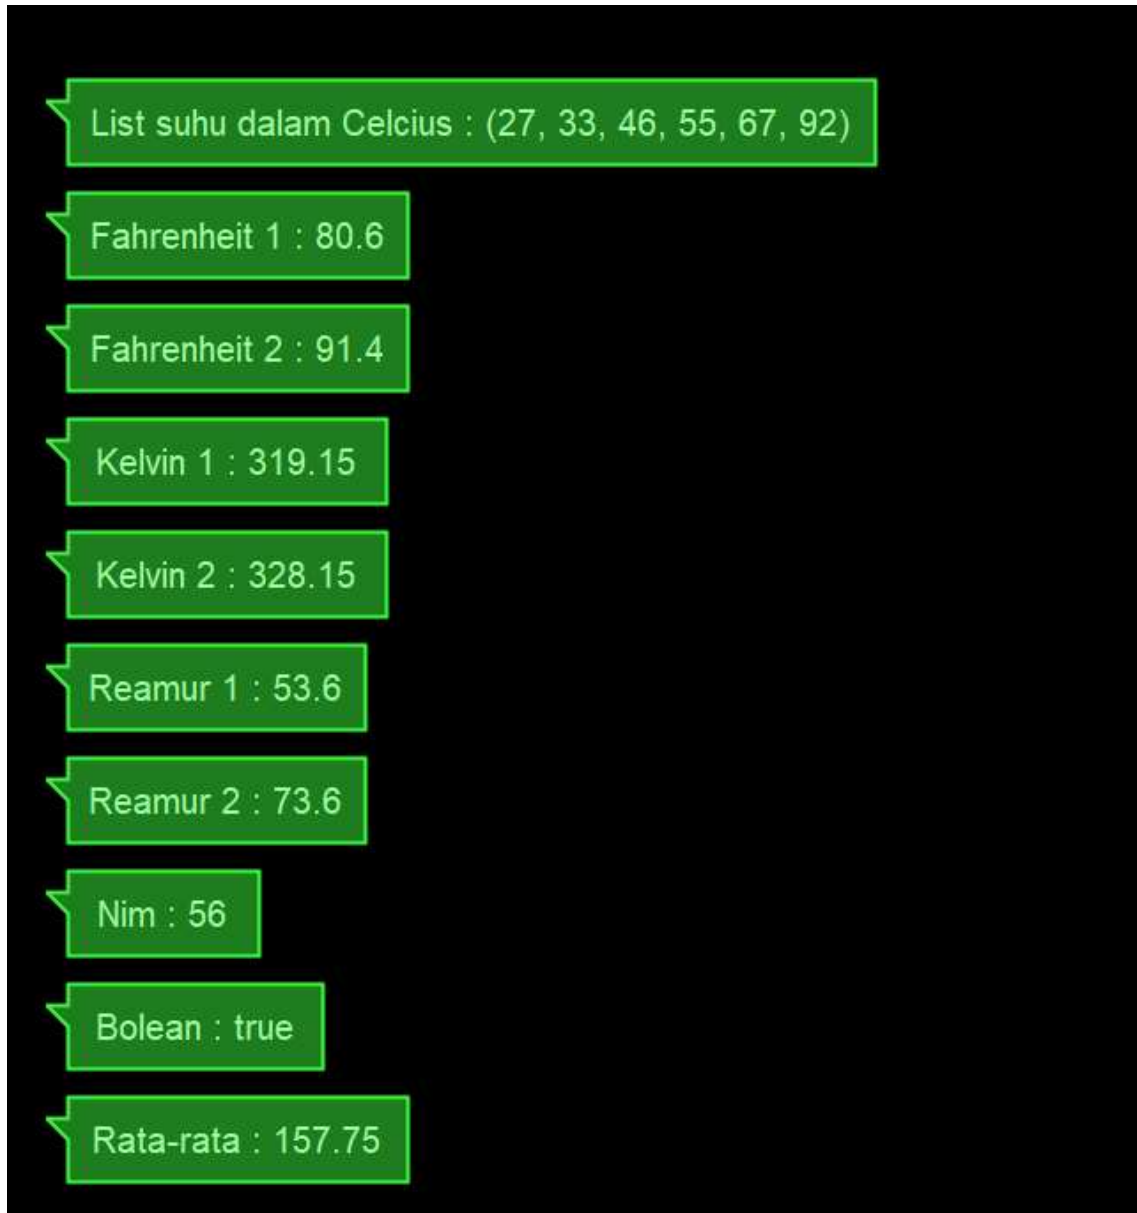 List suhu dalam Celcius : (27, 33, 46, 55, 67, 92)
Fahrenheit 1 : 80.6
Fahrenheit 2 : 91.4
Kelvin 1 : 319.15
Kelvin 2 : 328.15
Reamur 1 : 53.6
Reamur 2 : 73.6
Nim : 56
Bolean : true
Rata-rata : 157.75